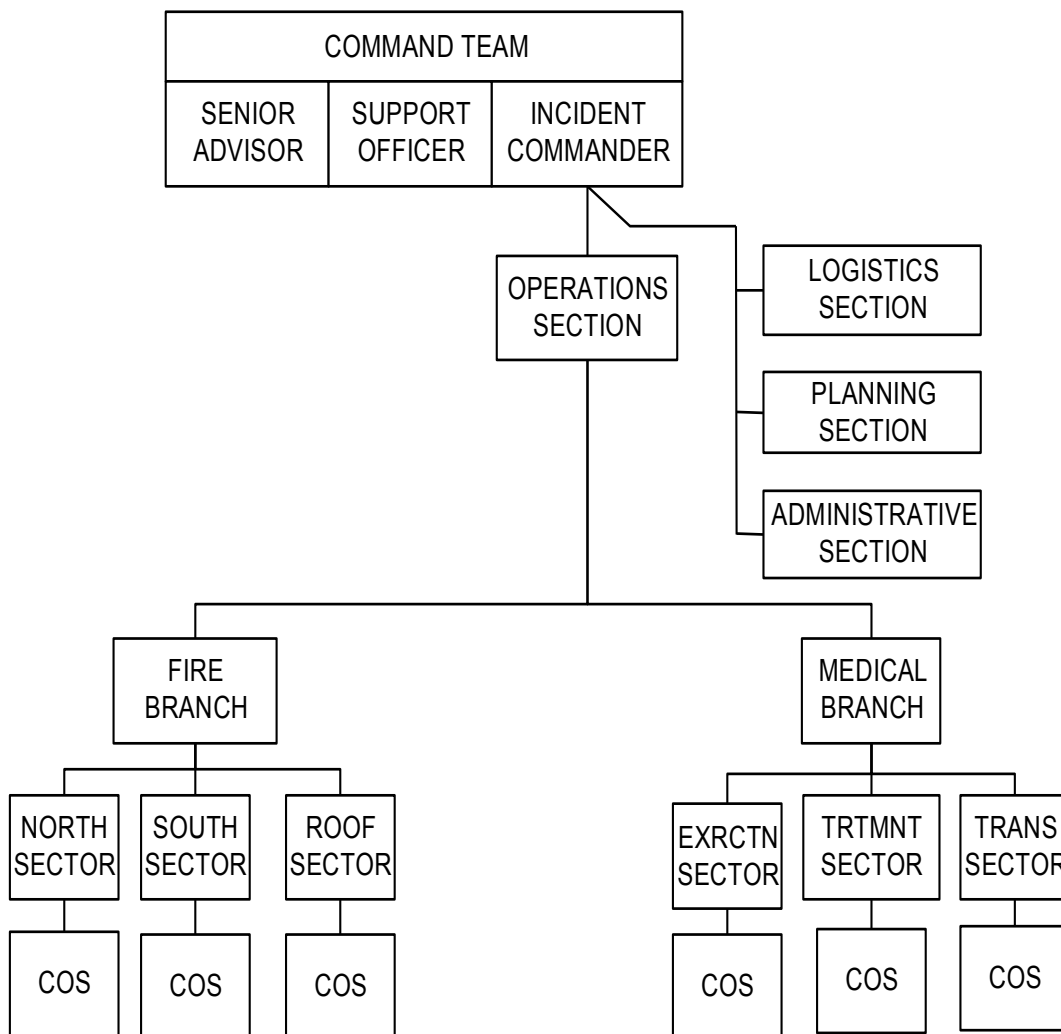 COMMAND TEAM
SENIOR
ADVISOR
SUPPORT
OFFICER
INCIDENT
COMMANDER
OPERATIONS
SECTION
LOGISTICS
SECTION
PLANNING
SECTION
ADMINISTRATIVE
SECTION
FIRE
BRANCH
MEDICAL
BRANCH
NORTH
SECTOR
SOUTH
SECTOR
ROOF
SECTOR
EXRCTN
SECTOR
TRTMNT
SECTOR
TRANS
SECTOR
COS
COS
COS
COS
COS
COS